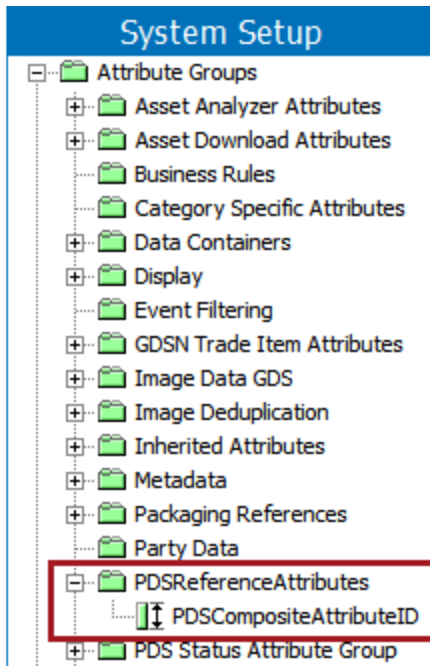 System Setup
Attribute Groups
Asset Analyzer Attributes
Asset Download Attributes
Business Rules
Category Specific Attributes
Data Containers
Display
Event Filtering
GDSN Trade Item Attributes
Image Data GDS
Image Deduplication
Inherited Attributes
Metadata
Packaging References
Party Data
PDSReferenceAttributes
PDSCompositeAttributeID
PDS Status Attribute Group